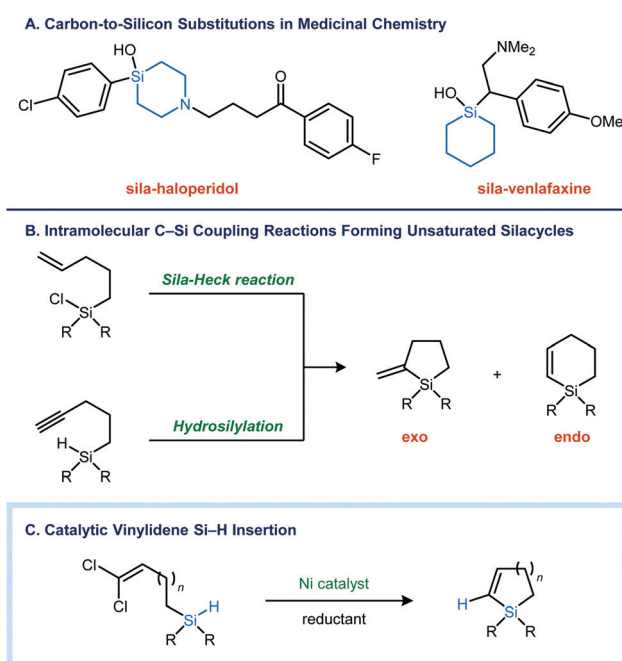 A. Carbon-to-Silicon Substitutions in Medicinal Chemistry
HO
Si
Cl
N
O
F
sila-haloperidol
NMe2
HO
Si
OMe
sila-venlafaxine
B. Intramolecular C–Si Coupling Reactions Forming Unsaturated Silacycles
Cl
Si
R R
Sila-Heck reaction
H
Si
R R
Hydrosilylation
Si
R R
exo
+
Si
R R
endo
C. Catalytic Vinylidene Si–H Insertion
Cl
Cl
( )n
Si
H
R R
Ni catalyst
reductant
H
( )n
Si
R R